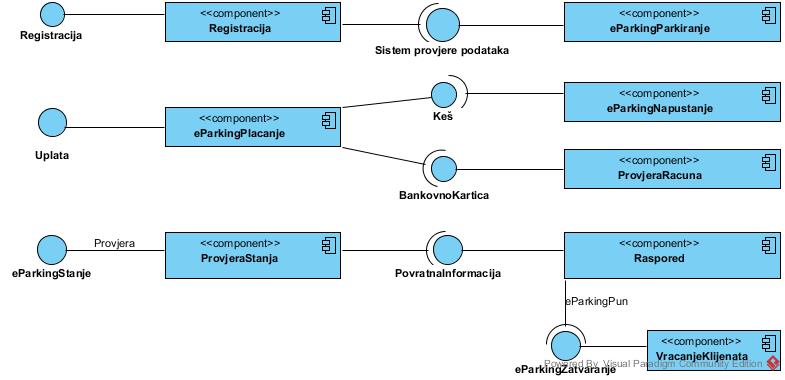 <<component>>
Registracija
Registracija
Sistem provjere podataka
<<component>>
eParkingParkiranje
Uplata
<<component>>
eParkingPlacanje
Keš
<<component>>
eParkingNapustanje
BankovnoKartica
<<component>>
ProvjeraRacuna
Provjera
eParkingStanje
<<component>>
ProvjeraStanja
PovratnaInformacija
<<component>>
Raspored
eParkingPun
eParkingZatvaranje
<<component>>
VracanjeKlijenata
Powered By Visual Paradigm Community Edition